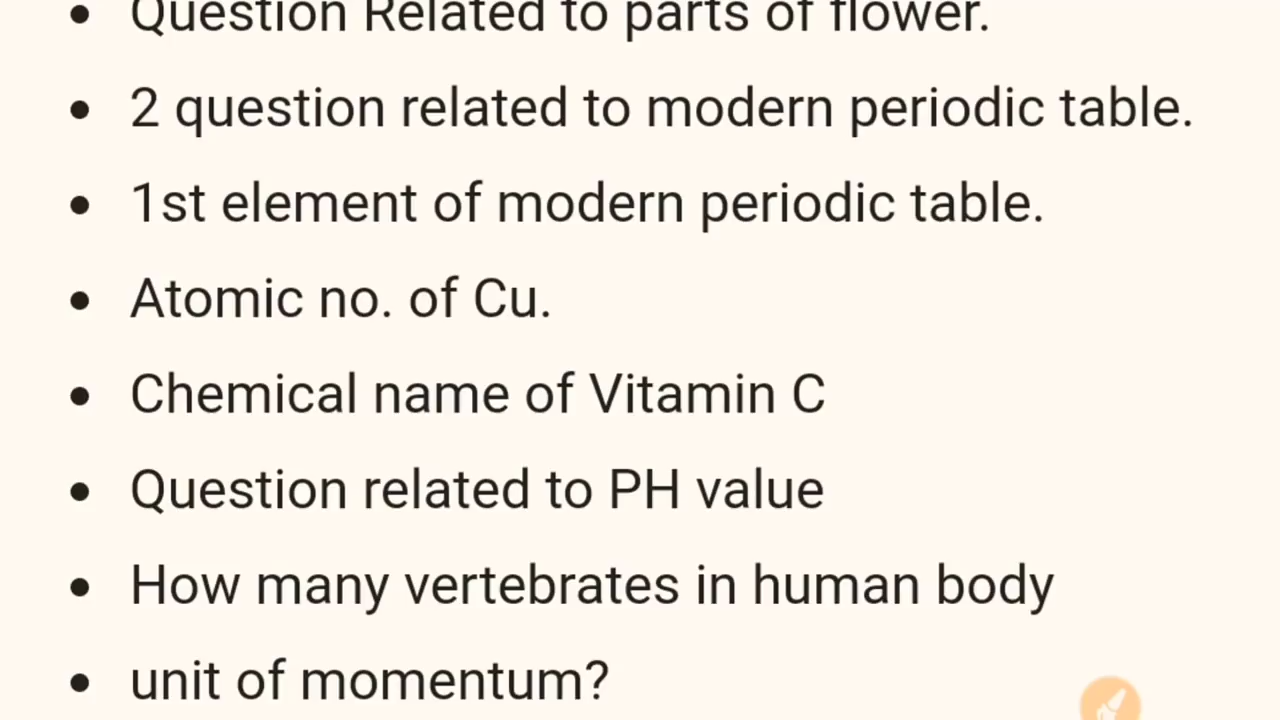 • Question Related to parts of flower.
• 2 question related to modern periodic table.
• 1st element of modern periodic table.
• Atomic no. of Cu.
• Chemical name of Vitamin C
• Question related to PH value
• How many vertebrates in human body
• unit of momentum?